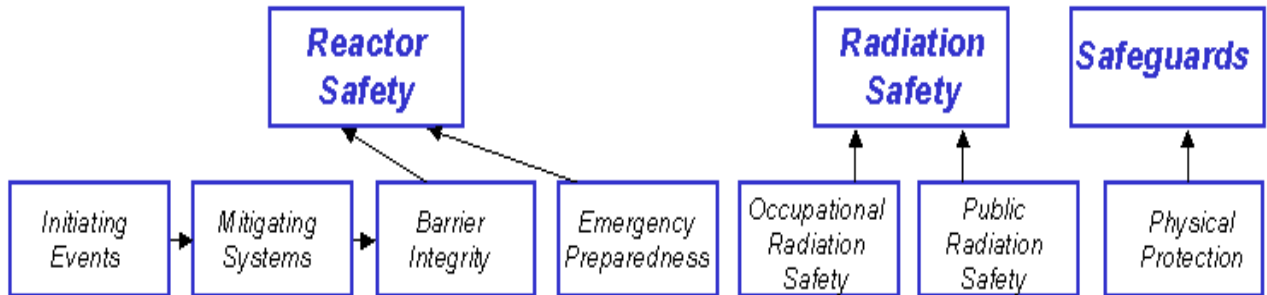 Reactor
Safety
Radiation
Safety
Safeguards
Initiating
Events
Mitigating
Systems
Barrier
Integrity
Emergency
Preparedness
Occupational
Radiation
Safety
Public
Radiation
Safety
Physical
Protection